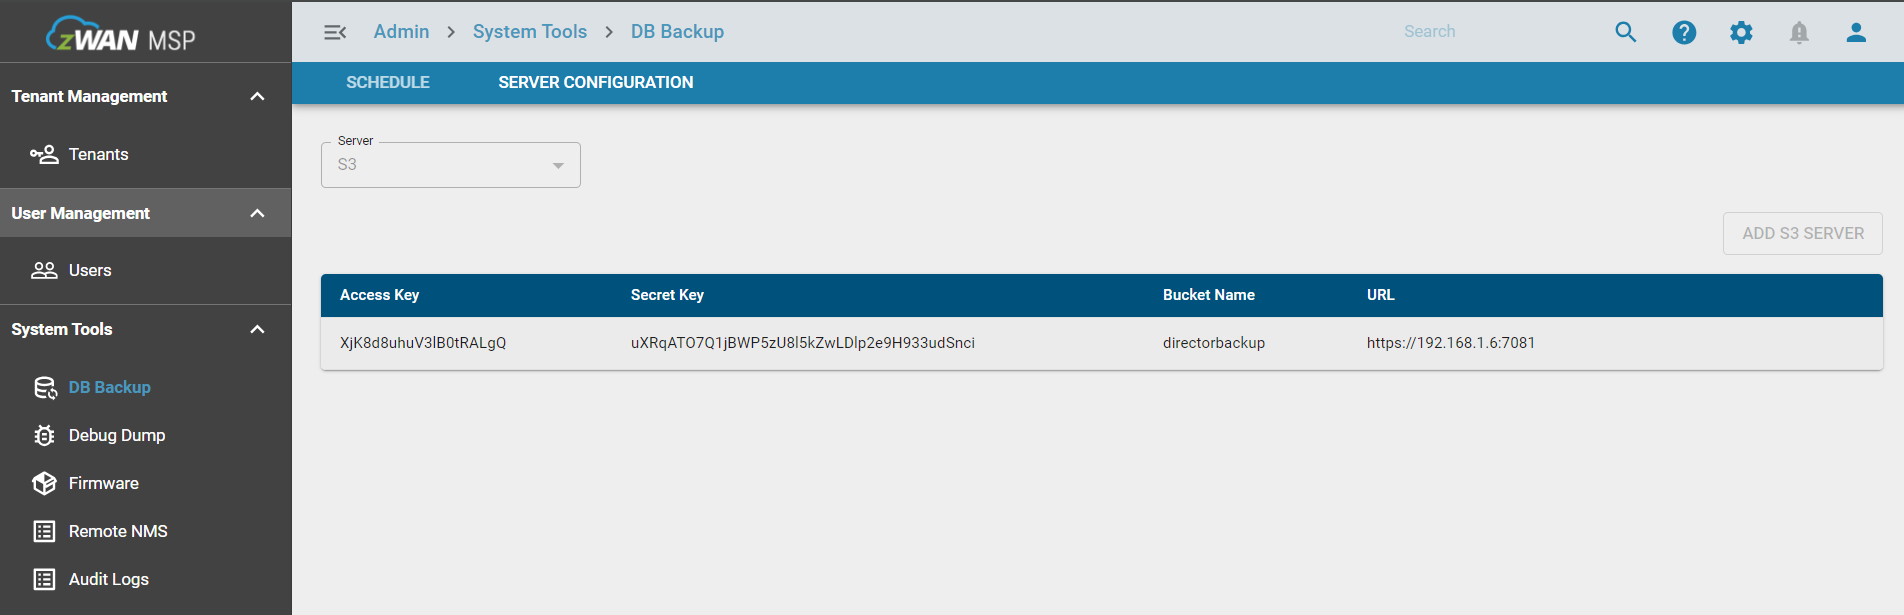 zWAN MSP
Admin > System Tools > DB Backup
Search
SCHEDULE SERVER CONFIGURATION
Tenant Management
Tenants
User Management
Users
System Tools
DB Backup
Debug Dump
Firmware
Remote NMS
Audit Logs
Server
S3
ADD S3 SERVER
Access Key Secret Key Bucket Name URL
XjK8d8uhuV3lB0tRALgQ uXRqATO7Q1jBWP5zU8l5kZwLDlp2e9H933udSnci directorbackup https://192.168.1.6:7081